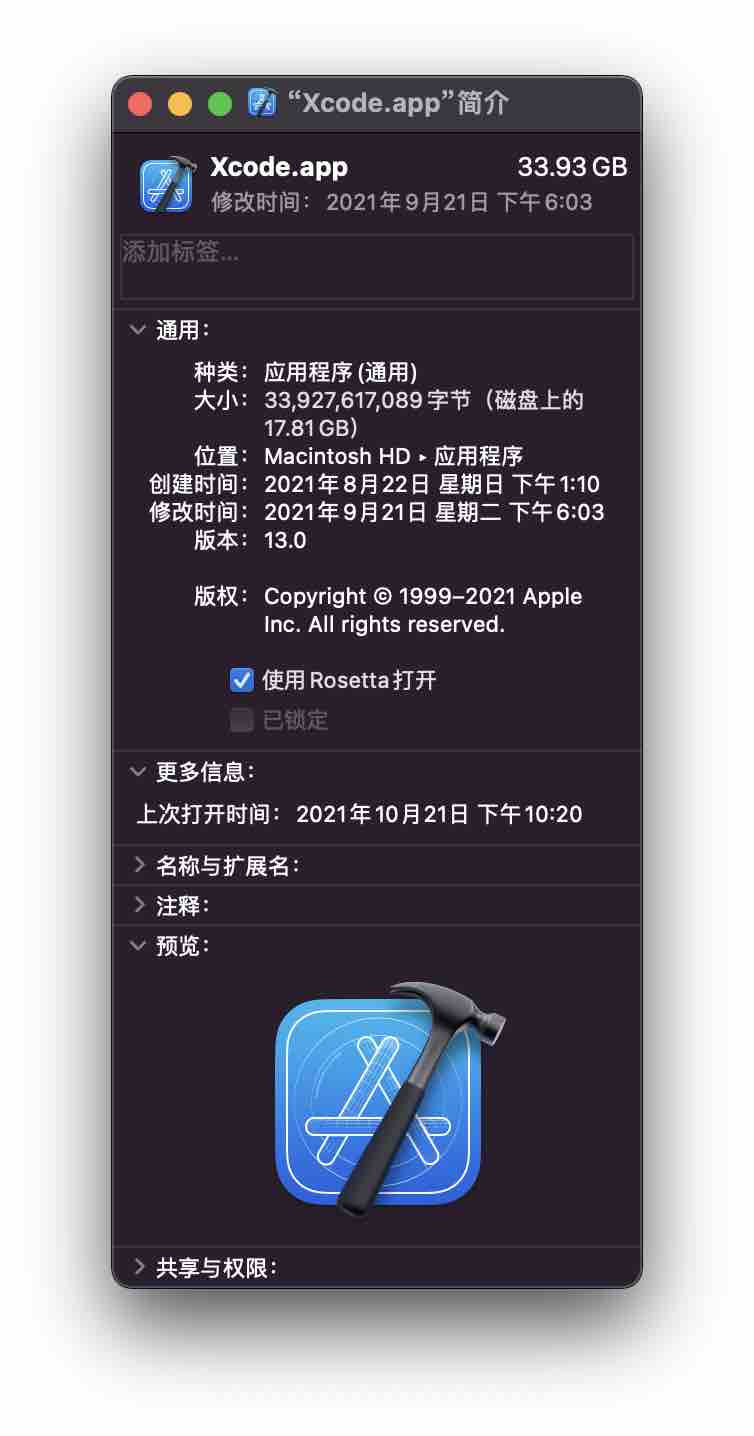 “Xcode.app”简介
Xcode.app 33.93 GB
修改时间： 2021年9月21日 下午6:03
添加标签...
通用：
种类： 应用程序 (通用)
大小： 33,927,617,089 字节（磁盘上的
17.81 GB）
位置： Macintosh HD ▸ 应用程序
创建时间： 2021年8月22日 星期日 下午1:10
修改时间： 2021年9月21日 星期二 下午6:03
版本： 13.0
版权： Copyright © 1999–2021 Apple
Inc. All rights reserved.
使用 Rosetta 打开
已锁定
更多信息：
上次打开时间： 2021年10月21日 下午10:20
名称与扩展名：
注释：
预览：
共享与权限：